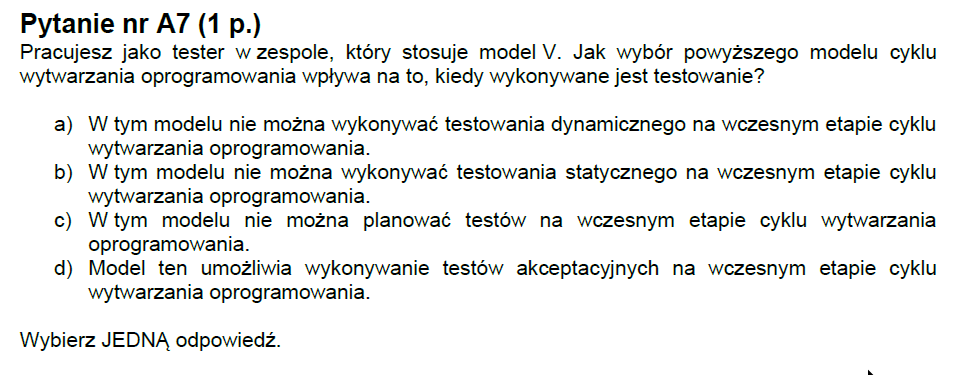 Pytanie nr A7 (1 p.)
Pracujesz jako tester w zespole, który stosuje model V. Jak wybór powyższego modelu cyklu
wytwarzania oprogramowania wpływa na to, kiedy wykonywane jest testowanie?
a) W tym modelu nie można wykonywać testowania dynamicznego na wczesnym etapie cyklu
wytwarzania oprogramowania.
b) W tym modelu nie można wykonywać testowania statycznego na wczesnym etapie cyklu
wytwarzania oprogramowania.
c) W tym modelu nie można planować testów na wczesnym etapie cyklu wytwarzania
oprogramowania.
d) Model ten umożliwia wykonywanie testów akceptacyjnych na wczesnym etapie cyklu
wytwarzania oprogramowania.
Wybierz JEDNĄ odpowiedź.